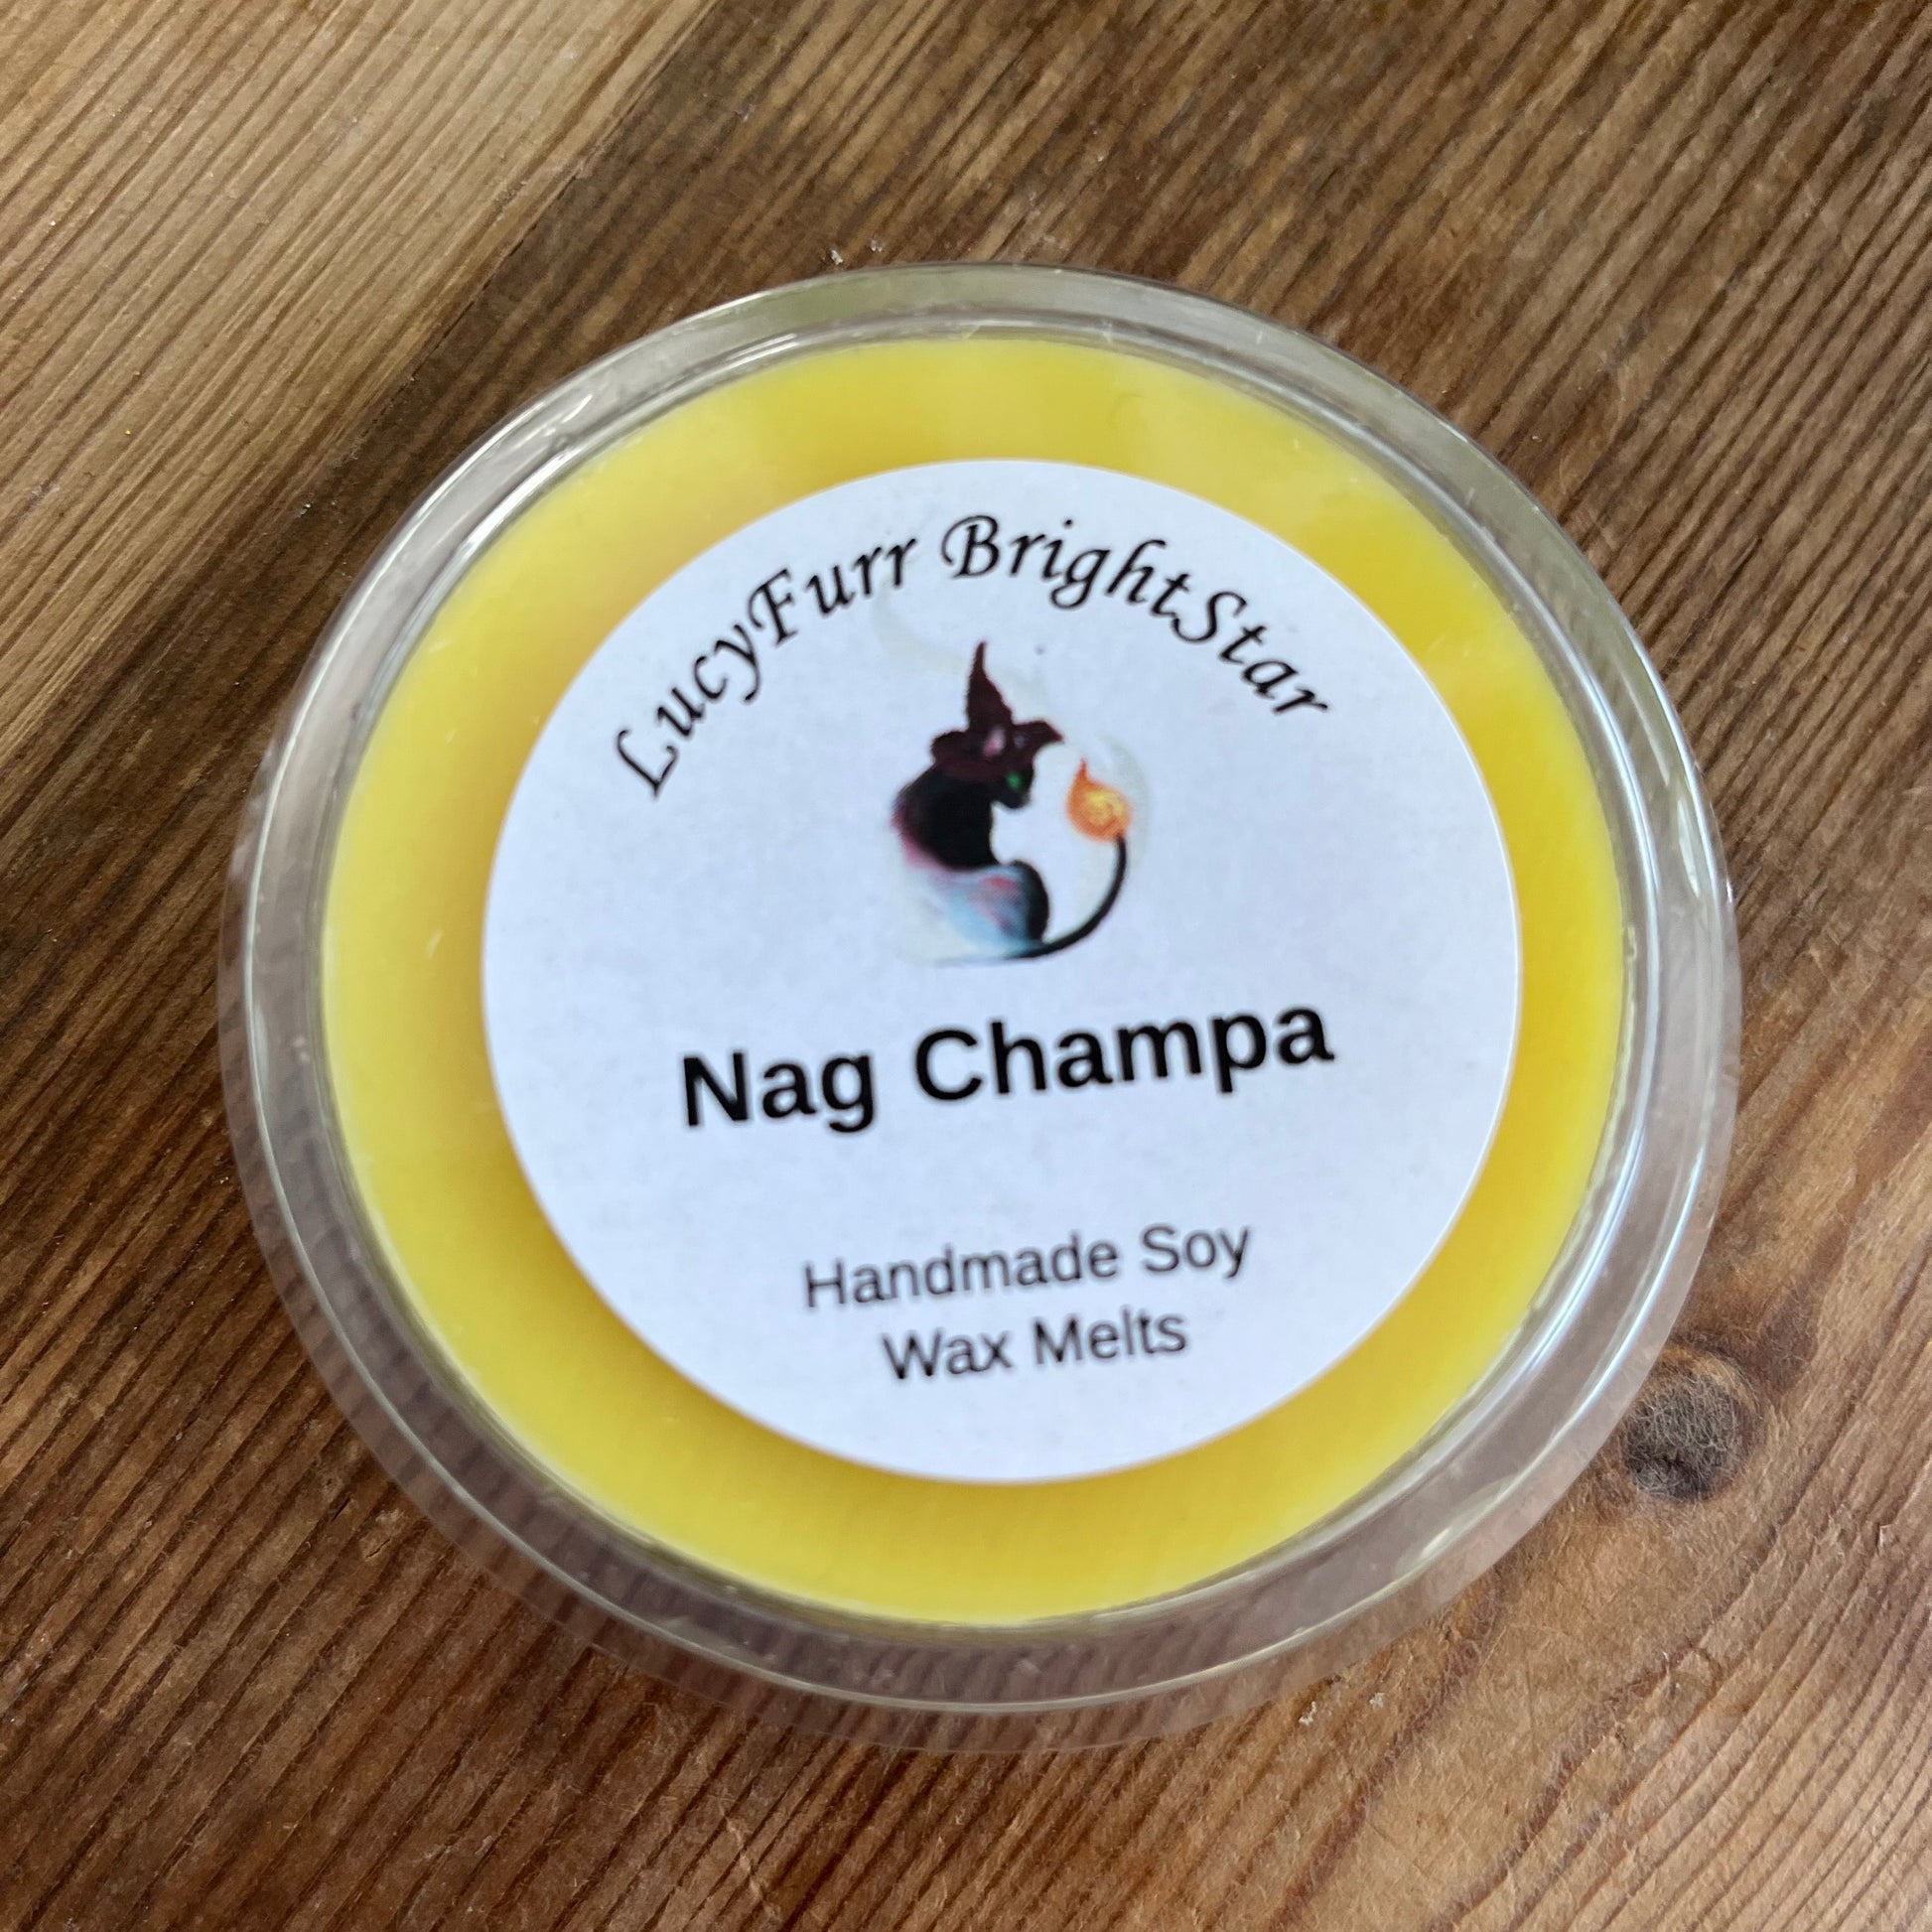 LucyFurr BrightStar
Nag Champa
Handmade Soy
Wax Melts